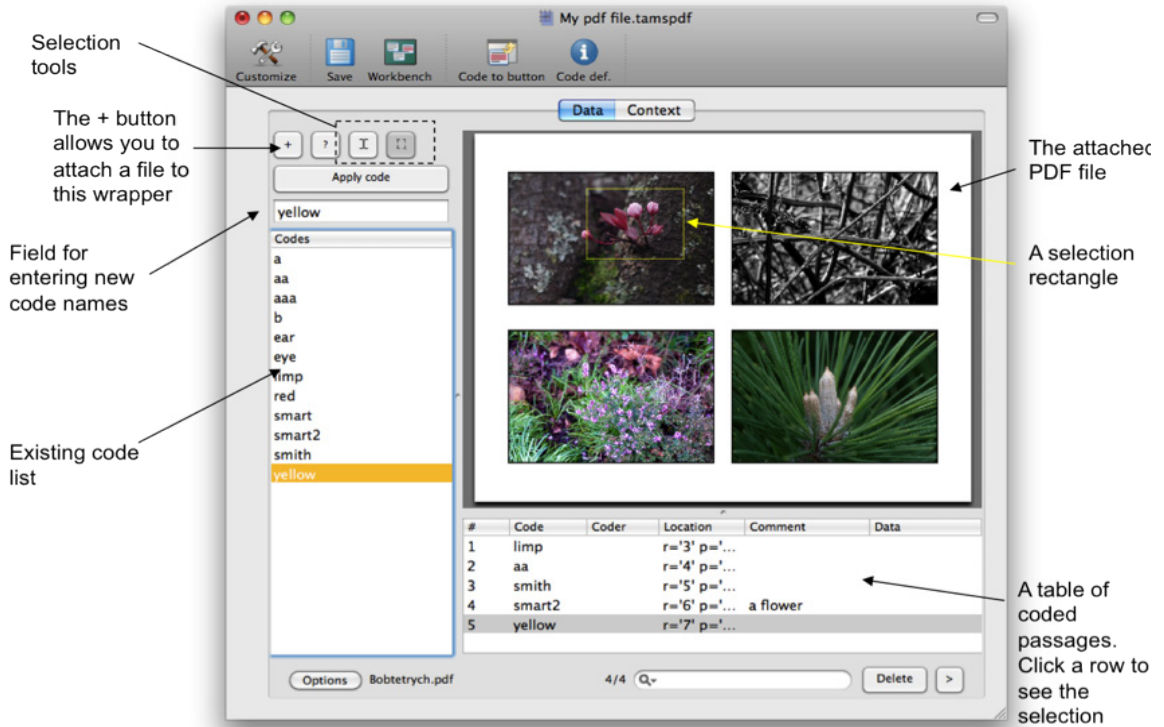 My pdf file.tamspdf
Customize Save Workbench Code to button Code def.
Data Context
Selection
tools
The + button
allows you to
attach a file to
this wrapper
Field for
entering new
code names
Existing code
list
+ ?
Apply code
yellow
Codes
a
aa
aaa
b
ear
eye
limp
red
smart
smart2
smith
yellow
The attached
PDF file
A selection
rectangle
# Code Coder Location Comment Data
1 limp r='3' p='...
2 aa r='4' p='...
3 smith r='5' p='...
4 smart2 r='6' p='... a flower
5 yellow r='7' p='...
A table of
coded
passages.
Click a row to
see the
selection
Options Bobtetrych.pdf 4/4 Delete >